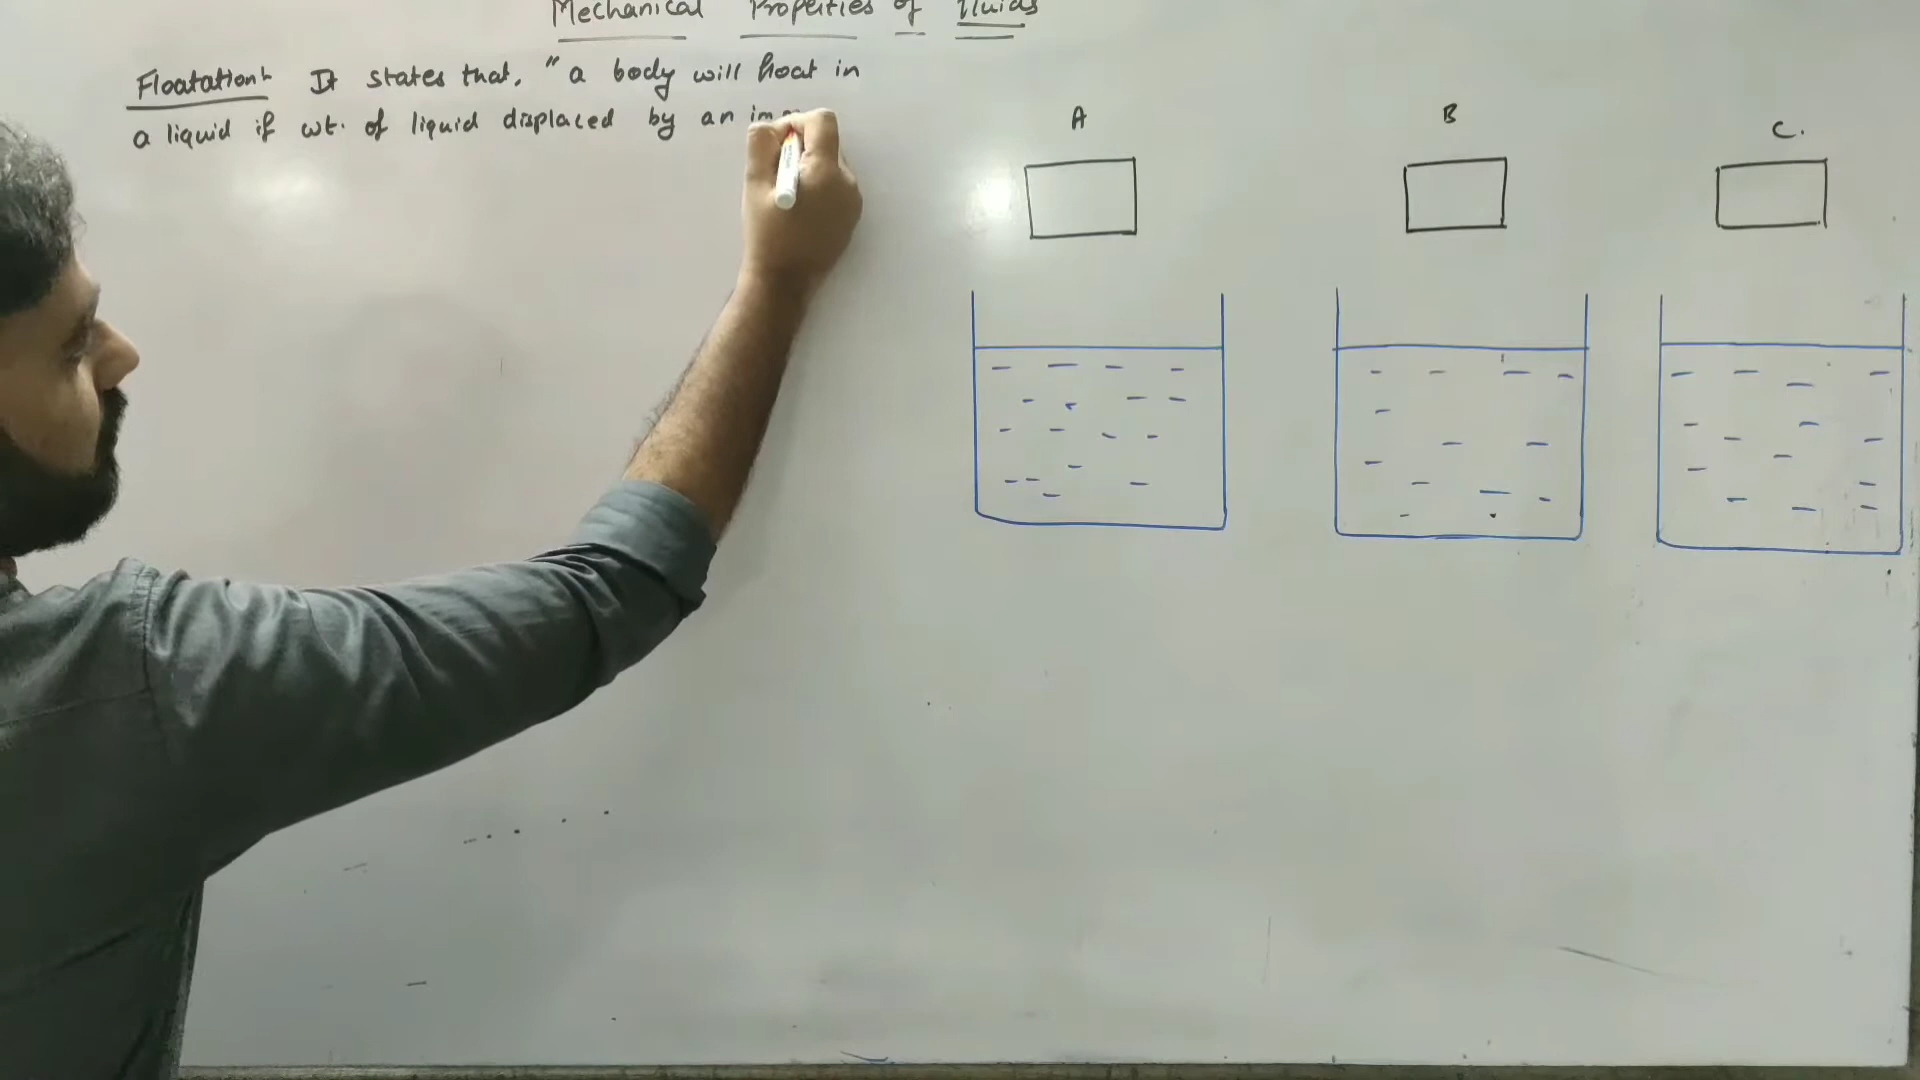 Mechanical Properties of fluids
Floatation:- It states that, "a body will float in
a liquid if wt. of liquid displaced by an
A
B
C.